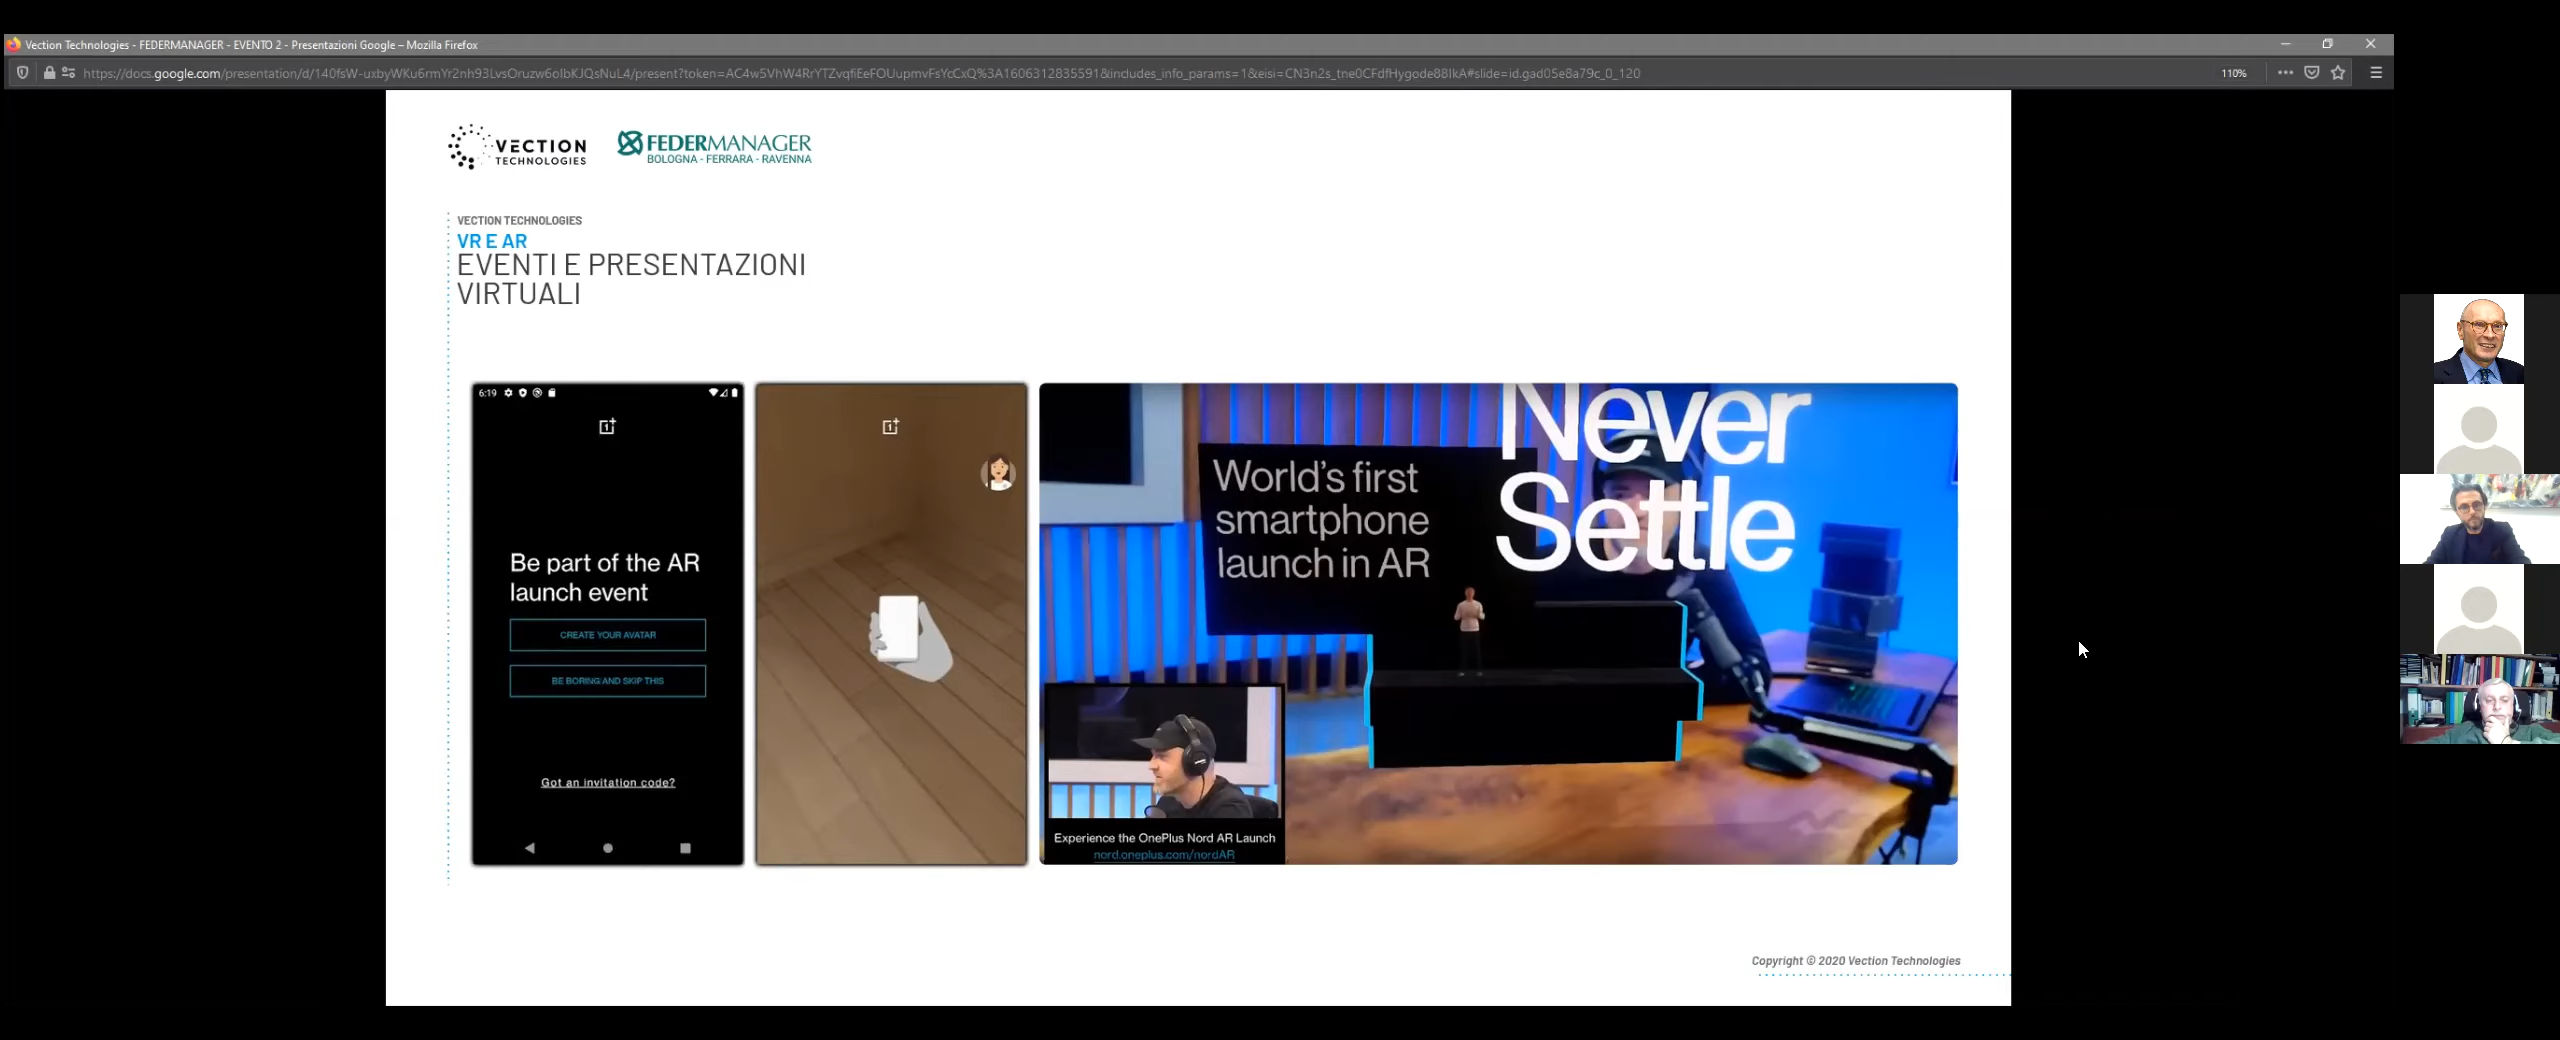 Vection Technologies - FEDERMANAGER - EVENTO 2 - Presentazioni Google – Mozilla Firefox
110%
VECTION
TECHNOLOGIES
FEDERMANAGER
BOLOGNA - FERRARA - RAVENNA
VECTION TECHNOLOGIES
VR E AR
EVENTI E PRESENTAZIONI
VIRTUALI
6:19
Be part of the AR
launch event
CREATE YOUR AVATAR
BE BORING AND SKIP THIS
Got an invitation code?
World's first
smartphone
launch in AR
Never
Settle
Experience the OnePlus Nord AR Launch
nord.oneplus.com/nordAR
Copyright © 2020 Vection Technologies